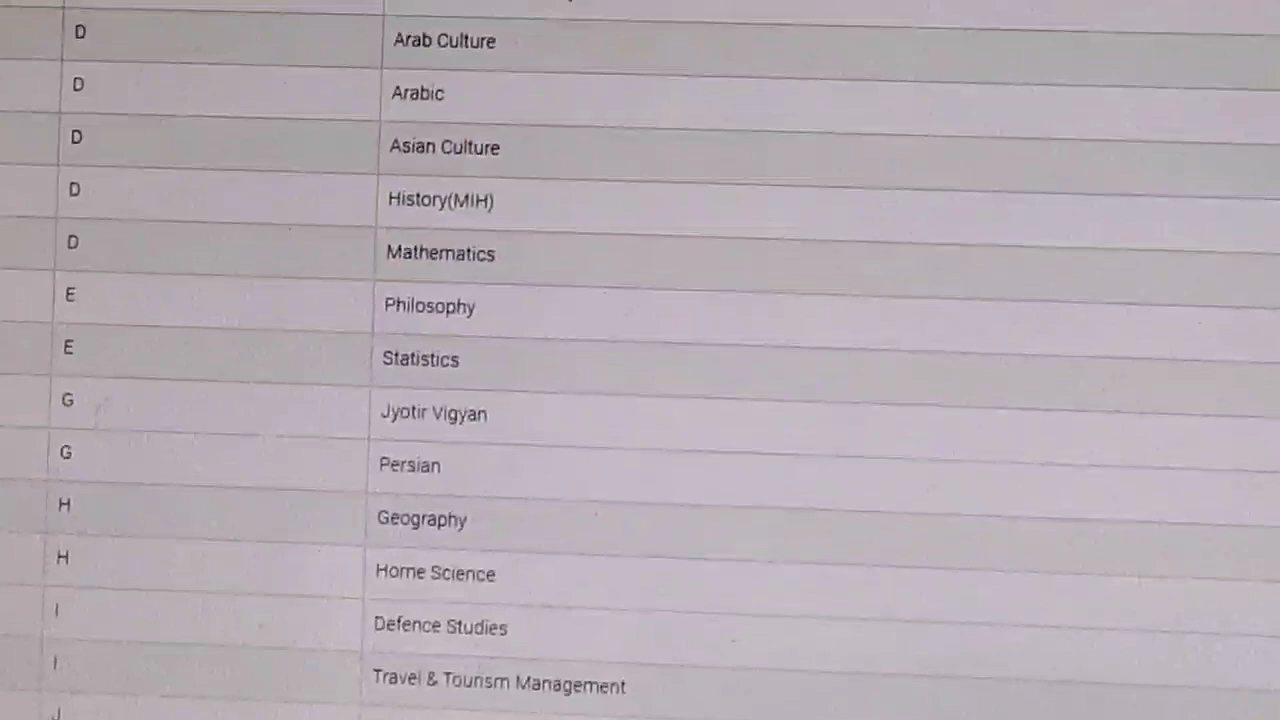 D Arab Culture
D Arabic
D Asian Culture
D History(MIH)
D Mathematics
E Philosophy
E Statistics
G Jyotir Vigyan
G Persian
H Geography
H Home Science
I Defence Studies
I Travel & Tourism Management
J